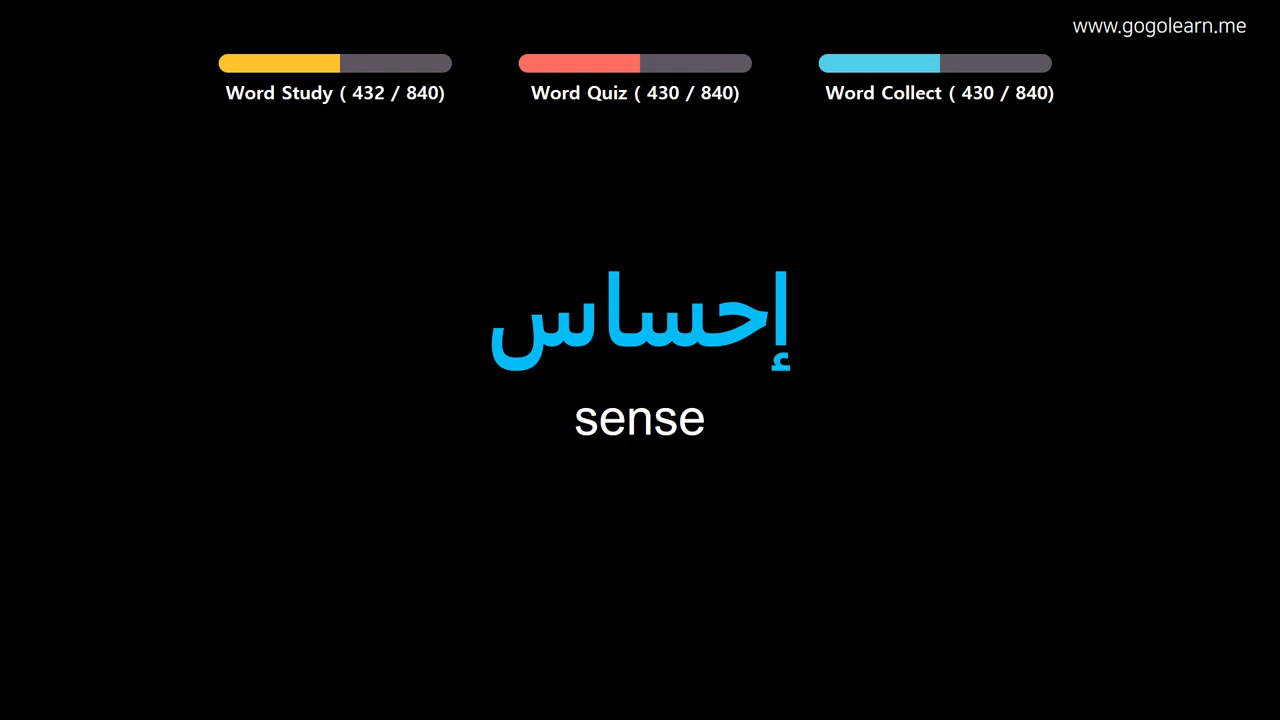 www.gogolearn.me
Word Study ( 432 / 840)
Word Quiz ( 430 / 840)
Word Collect ( 430 / 840)
إحساس
sense